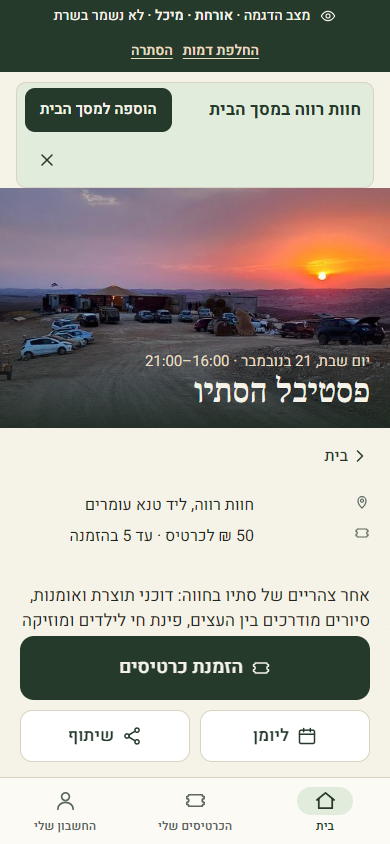 מצב הדגמה · אורחת · מיכל · לא נשמר בשרת
החלפת דמות הסתרה
חוות רווה במסך הבית
הוספה למסך הבית
יום שבת, 21 בנובמבר · 16:00–21:00
פסטיבל הסתיו
בית
חוות רווה, ליד טנא עומרים
50 ₪ לכרטיס · עד 5 בהזמנה
אחר צהריים של סתיו בחווה: דוכני תוצרת ואומנות,
סיורים מודרכים בין העצים, פינת חי לילדים ומוזיקה
הזמנת כרטיסים
ליומן
שיתוף
בית
הכרטיסים שלי
החשבון שלי